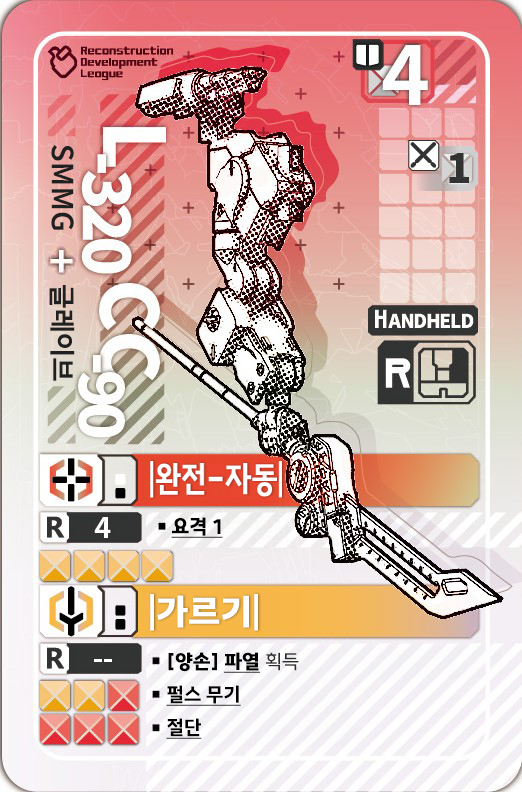 Reconstruction
Development
League
4
1
L-320 CC-90
SMMG + 글레이브
HANDHELD
R
|완전-자동|
R 4
▪ 요격 1
|가르기|
R --
▪ [양손] 파열 획득
▪ 펄스 무기
▪ 절단